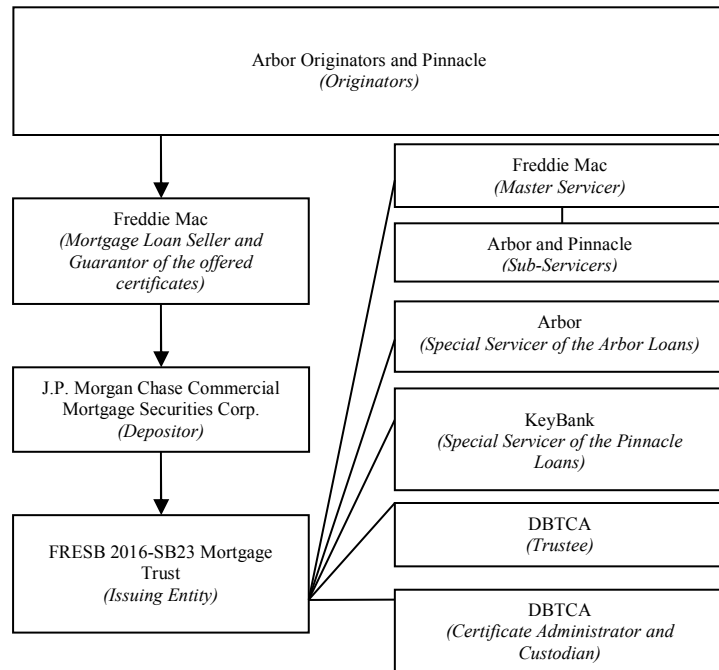 Arbor Originators and Pinnacle
(Originators)
Freddie Mac
(Mortgage Loan Seller and
Guarantor of the offered
certificates)
J.P. Morgan Chase Commercial
Mortgage Securities Corp.
(Depositor)
FRESB 2016-SB23 Mortgage
Trust
(Issuing Entity)
Freddie Mac
(Master Servicer)
Arbor and Pinnacle
(Sub-Servicers)
Arbor
(Special Servicer of the Arbor Loans)
KeyBank
(Special Servicer of the Pinnacle
Loans)
DBTCA
(Trustee)
DBTCA
(Certificate Administrator and
Custodian)